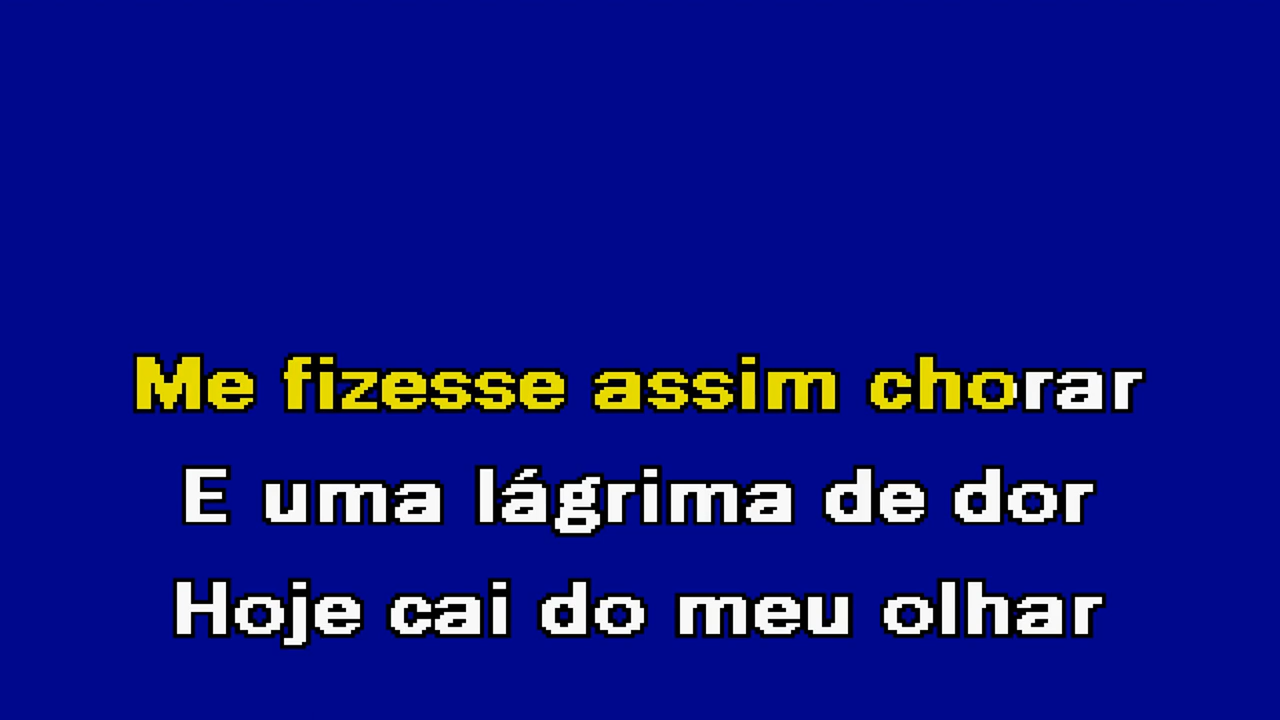 Me fizesse assim chorar
E uma lágrima de dor
Hoje cai do meu olhar